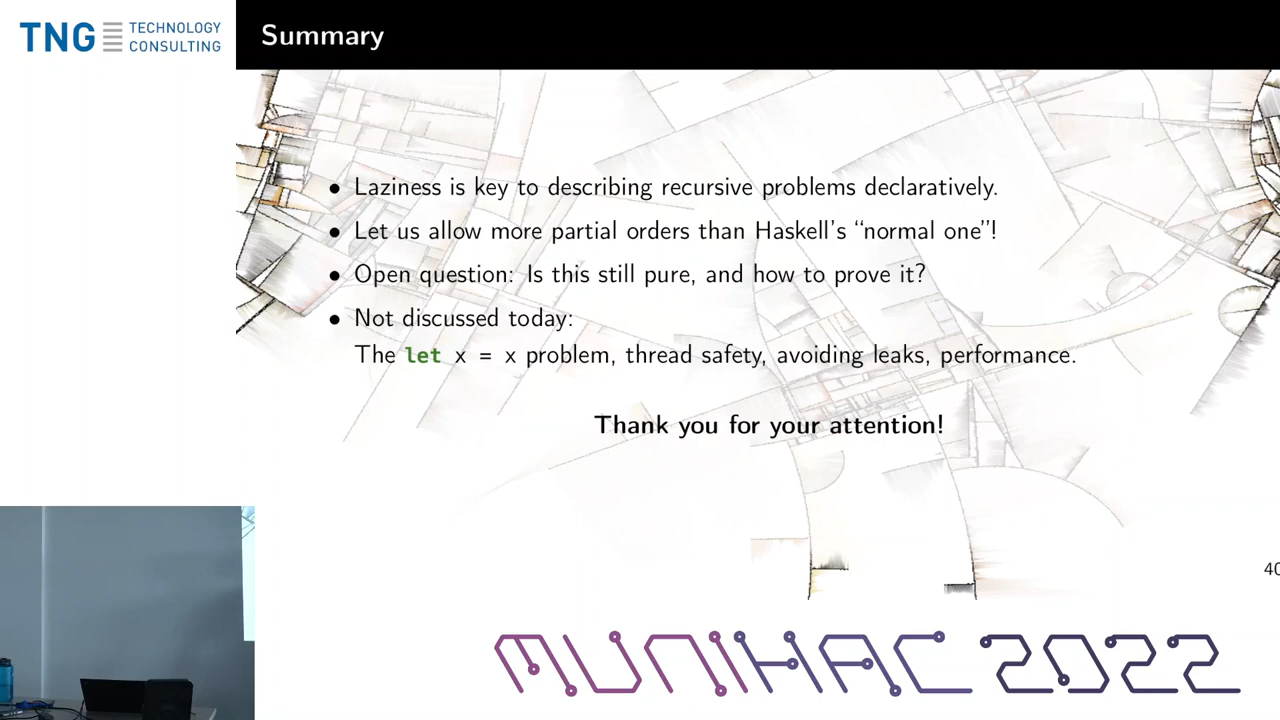 TNG TECHNOLOGY CONSULTING
Summary
• Laziness is key to describing recursive problems declaratively.
• Let us allow more partial orders than Haskell's “normal one”!
• Open question: Is this still pure, and how to prove it?
• Not discussed today:
The let x = x problem, thread safety, avoiding leaks, performance.
Thank you for your attention!
40
MUNIHAC 2022